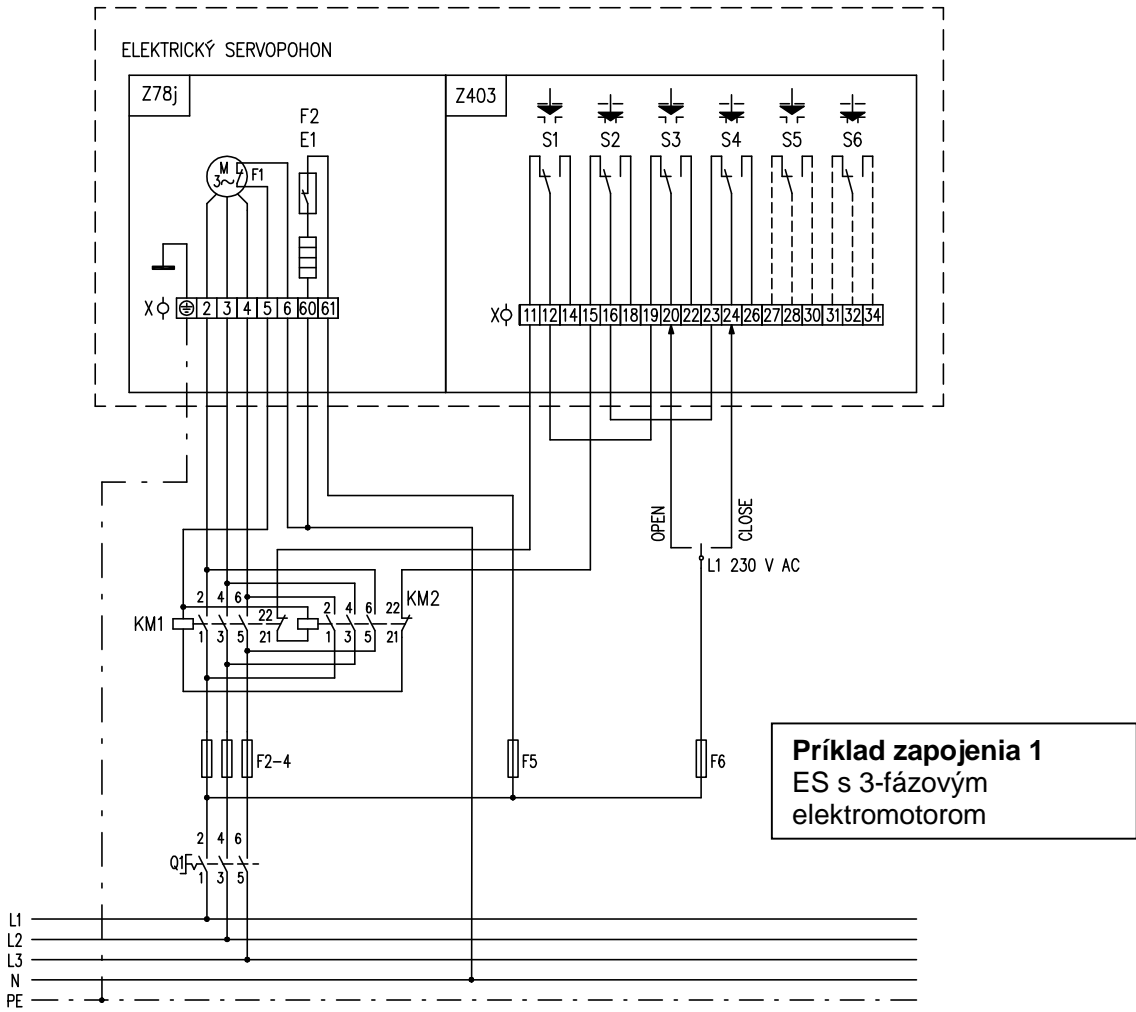 ELEKTRICKÝ SERVOPOHON
Z78j
Z403
F2
E1
S1 S2 S3 S4 S5 S6
M
3~
F1
X 2 3 4 5 6 60 61
X 11 12 14 15 16 18 19 20 22 23 24 26 27 28 30 31 32 34
OPEN
CLOSE
L1 230 V AC
2 4 6 22
KM1
1 3 5 21
2 4 6 22
KM2
1 3 5 21
F2-4
F5
F6
Príklad zapojenia 1
ES s 3-fázovým
elektromotorom
2 4 6
Q1
1 3 5
L1
L2
L3
N
PE